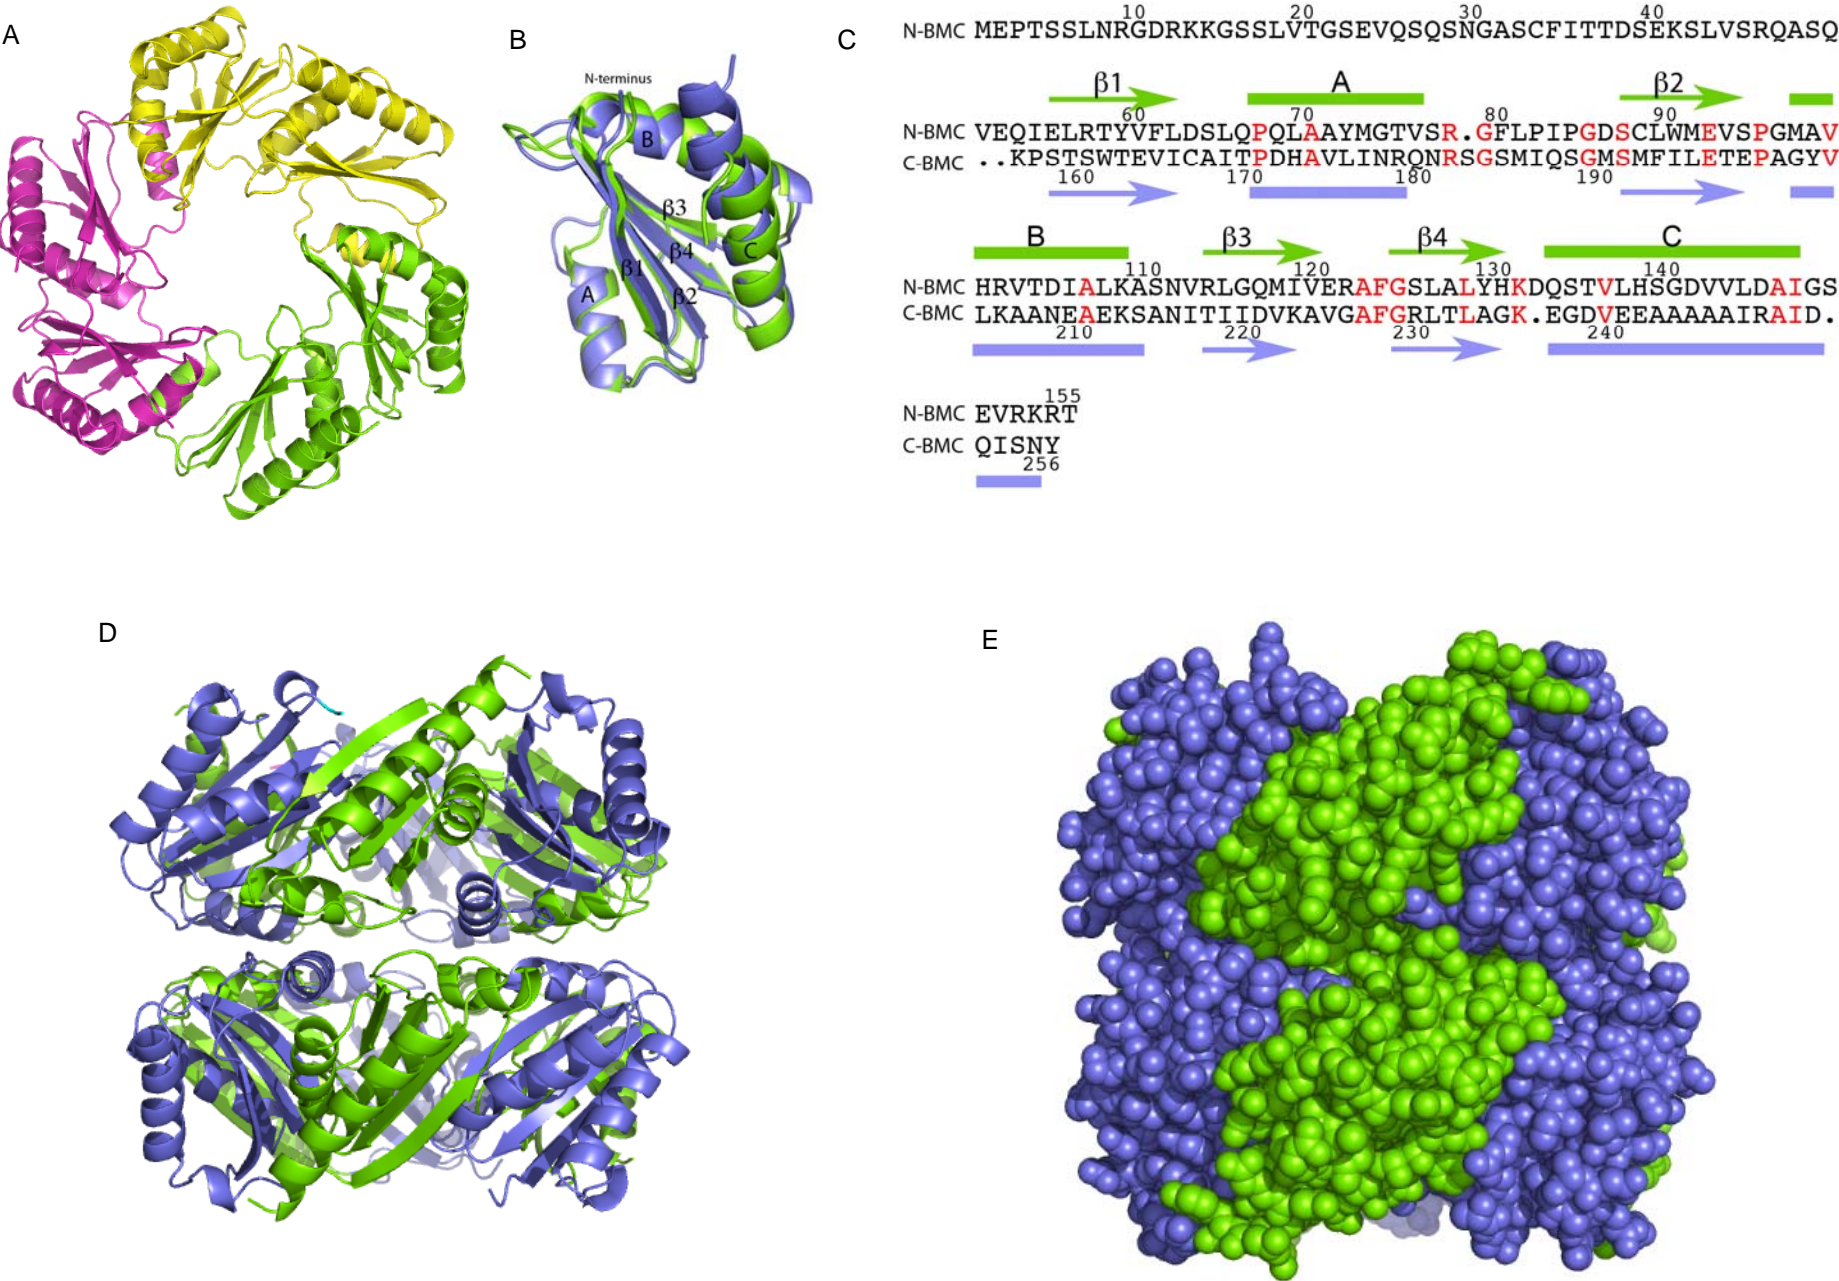 A
B
N-terminus
B
β3
C
β4
β1
A
β2
C
10 20 30 40
N-BMC MEPTSSLNRGDRKKGSSLVTGSEVQSQSNGASCFITTDSEKSLVSRQASQ
β1 A β2
60 70 80 90
N-BMC VEQIELRTYVFLDSLQPQLAAYMGTVSR.GFLPIPGDSCLWMEVSPGMAV
C-BMC ..KPSTSWTEVICAITPDHAVLINRQNRSGSMIQSGMSMFILETEPAGYV
160 170 180 190
B β3 β4 C
110 120 130 140
N-BMC HRVTDIALKASNVRLGQMIVERAFGSLALYHKDQSTVLHSGDVVLDAIGS
C-BMC LKAANEAEKSANITIIDVKAVGAFGRLTLAGK.EGDVEEAAAAAIRAID.
210 220 230 240
155
N-BMC EVRKRT
C-BMC QISNY
256
D
E